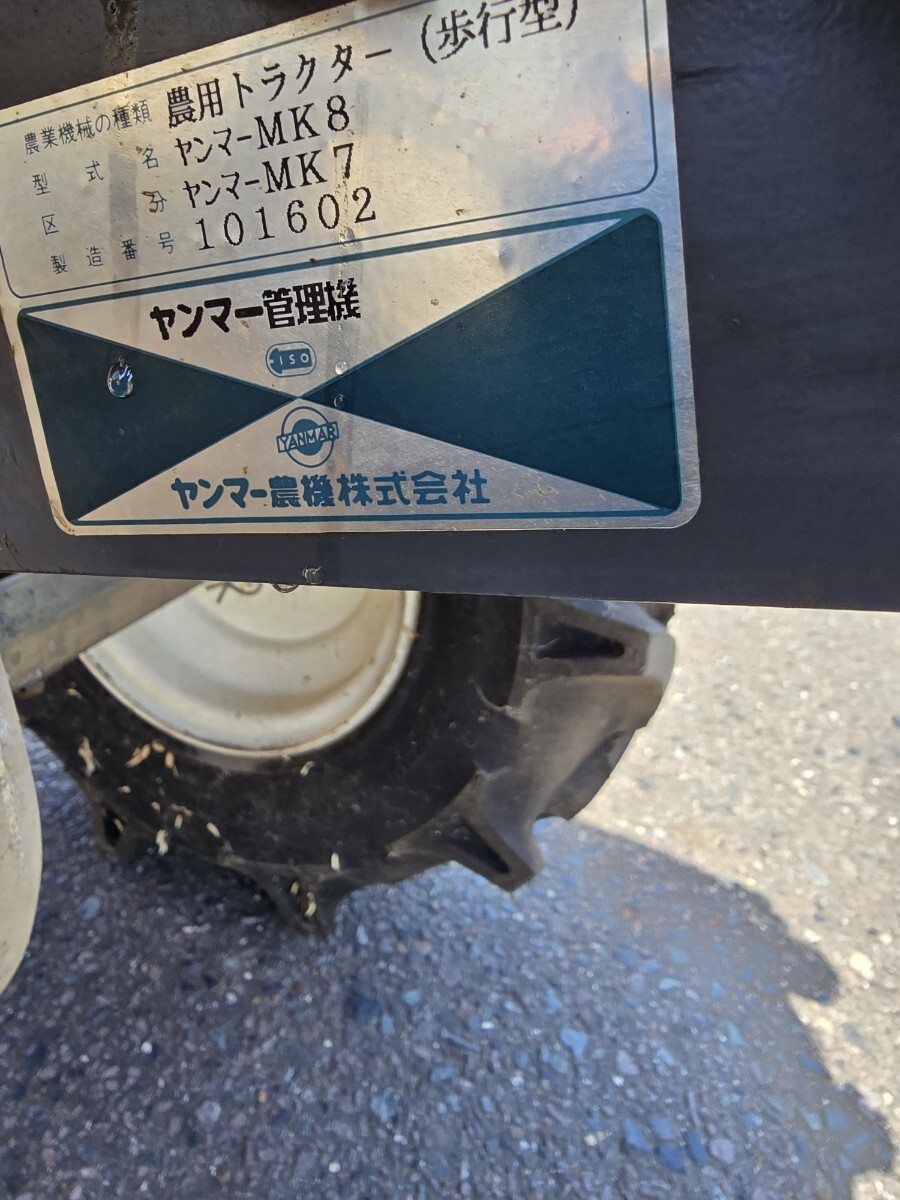 農業機械の種類 農用トラクター (歩行型)
型式名 ヤンマーMK8
区分 ヤンマーMK7
製造番号 101602
ヤンマー管理機
ISO
YANMAR
ヤンマー農機株式会社